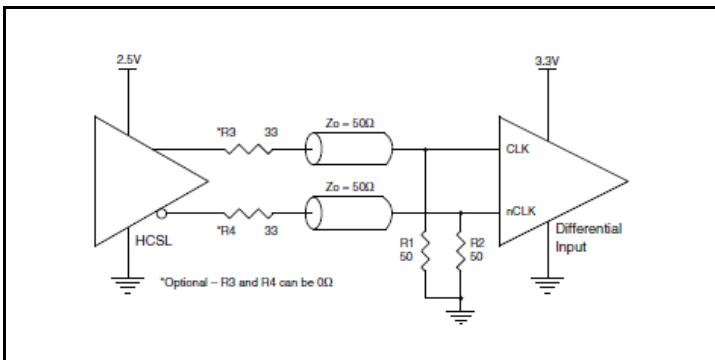 2.5V
3.3V
*R3 33
Zo = 50Ω
CLK
Zo = 50Ω
nCLK
*R4 33
HCSL
R1
50
R2
50
Differential
Input
*Optional – R3 and R4 can be 0Ω